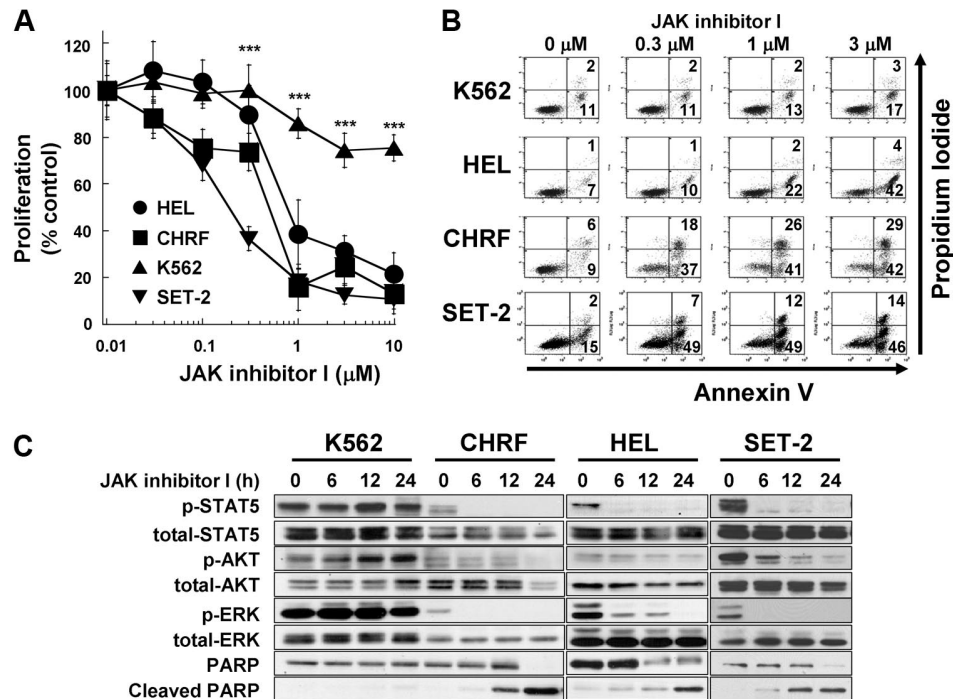 A
120
100
80
60
40
20
0
Proliferation
(% control)
***
***
***
***
HEL
CHRF
K562
SET-2
0.01 0.1 1 10
JAK inhibitor I (μM)
B
JAK inhibitor I
0 μM 0.3 μM 1 μM 3 μM
K562
2 2 2 3
11 11 13 17
HEL
1 1 2 4
7 10 22 42
CHRF
6 18 26 29
9 37 41 42
SET-2
2 7 12 14
15 49 49 46
Annexin V
Propidium Iodide
C
K562 CHRF HEL SET-2
JAK inhibitor I (h) 0 6 12 24 0 6 12 24 0 6 12 24 0 6 12 24
p-STAT5
total-STAT5
p-AKT
total-AKT
p-ERK
total-ERK
PARP
Cleaved PARP